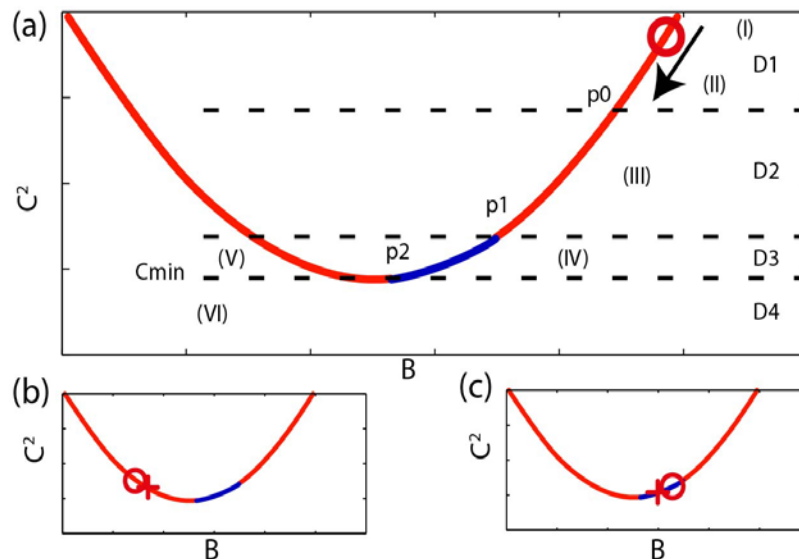 (a)
(I)
D1
p0
(II)
C²
(III)
D2
p1
(V)
p2
(IV)
D3
Cmin
(VI)
D4
B
(b)
C²
B
(c)
C²
B